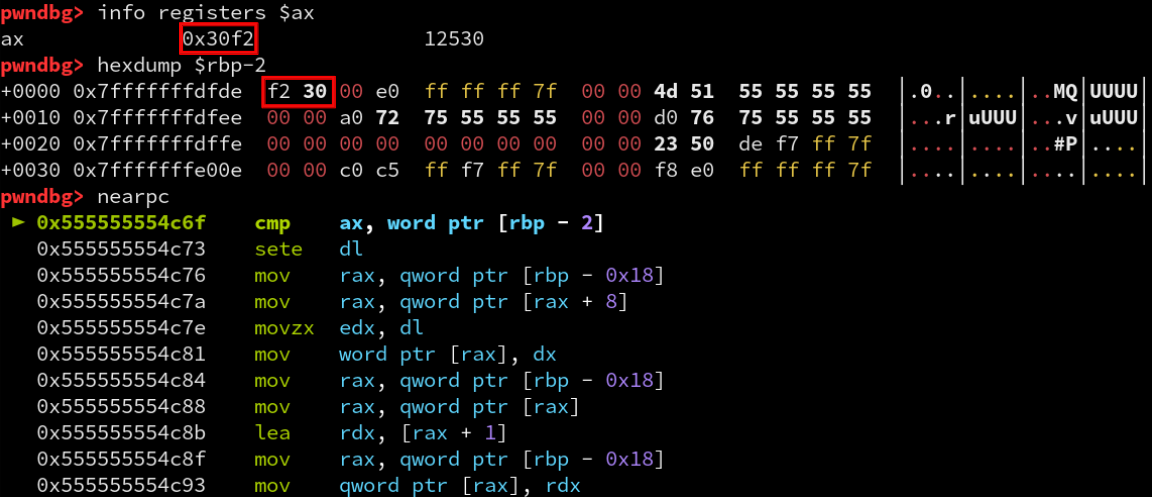 pwndbg> info registers $ax
ax 0x30f2 12530
pwndbg> hexdump $rbp-2
+0000 0x7fffffffdfde f2 30 00 e0 ff ff ff 7f 00 00 4d 51 55 55 55 55 |.0..|....|..MQ|UUUU|
+0010 0x7fffffffdfee 00 00 a0 72 75 55 55 55 00 00 d0 76 75 55 55 55 |...r|uUUU|...v|uUUU|
+0020 0x7fffffffdffe 00 00 00 00 00 00 00 00 00 00 23 50 de f7 ff 7f |....|....|..#P|....|
+0030 0x7fffffffe00e 00 00 c0 c5 ff f7 ff 7f 00 00 f8 e0 ff ff ff 7f |....|....|....|....|
pwndbg> nearpc
► 0x555555554c6f cmp ax, word ptr [rbp - 2]
0x555555554c73 sete dl
0x555555554c76 mov rax, qword ptr [rbp - 0x18]
0x555555554c7a mov rax, qword ptr [rax + 8]
0x555555554c7e movzx edx, dl
0x555555554c81 mov word ptr [rax], dx
0x555555554c84 mov rax, qword ptr [rbp - 0x18]
0x555555554c88 mov rax, qword ptr [rax]
0x555555554c8b lea rdx, [rax + 1]
0x555555554c8f mov rax, qword ptr [rbp - 0x18]
0x555555554c93 mov qword ptr [rax], rdx